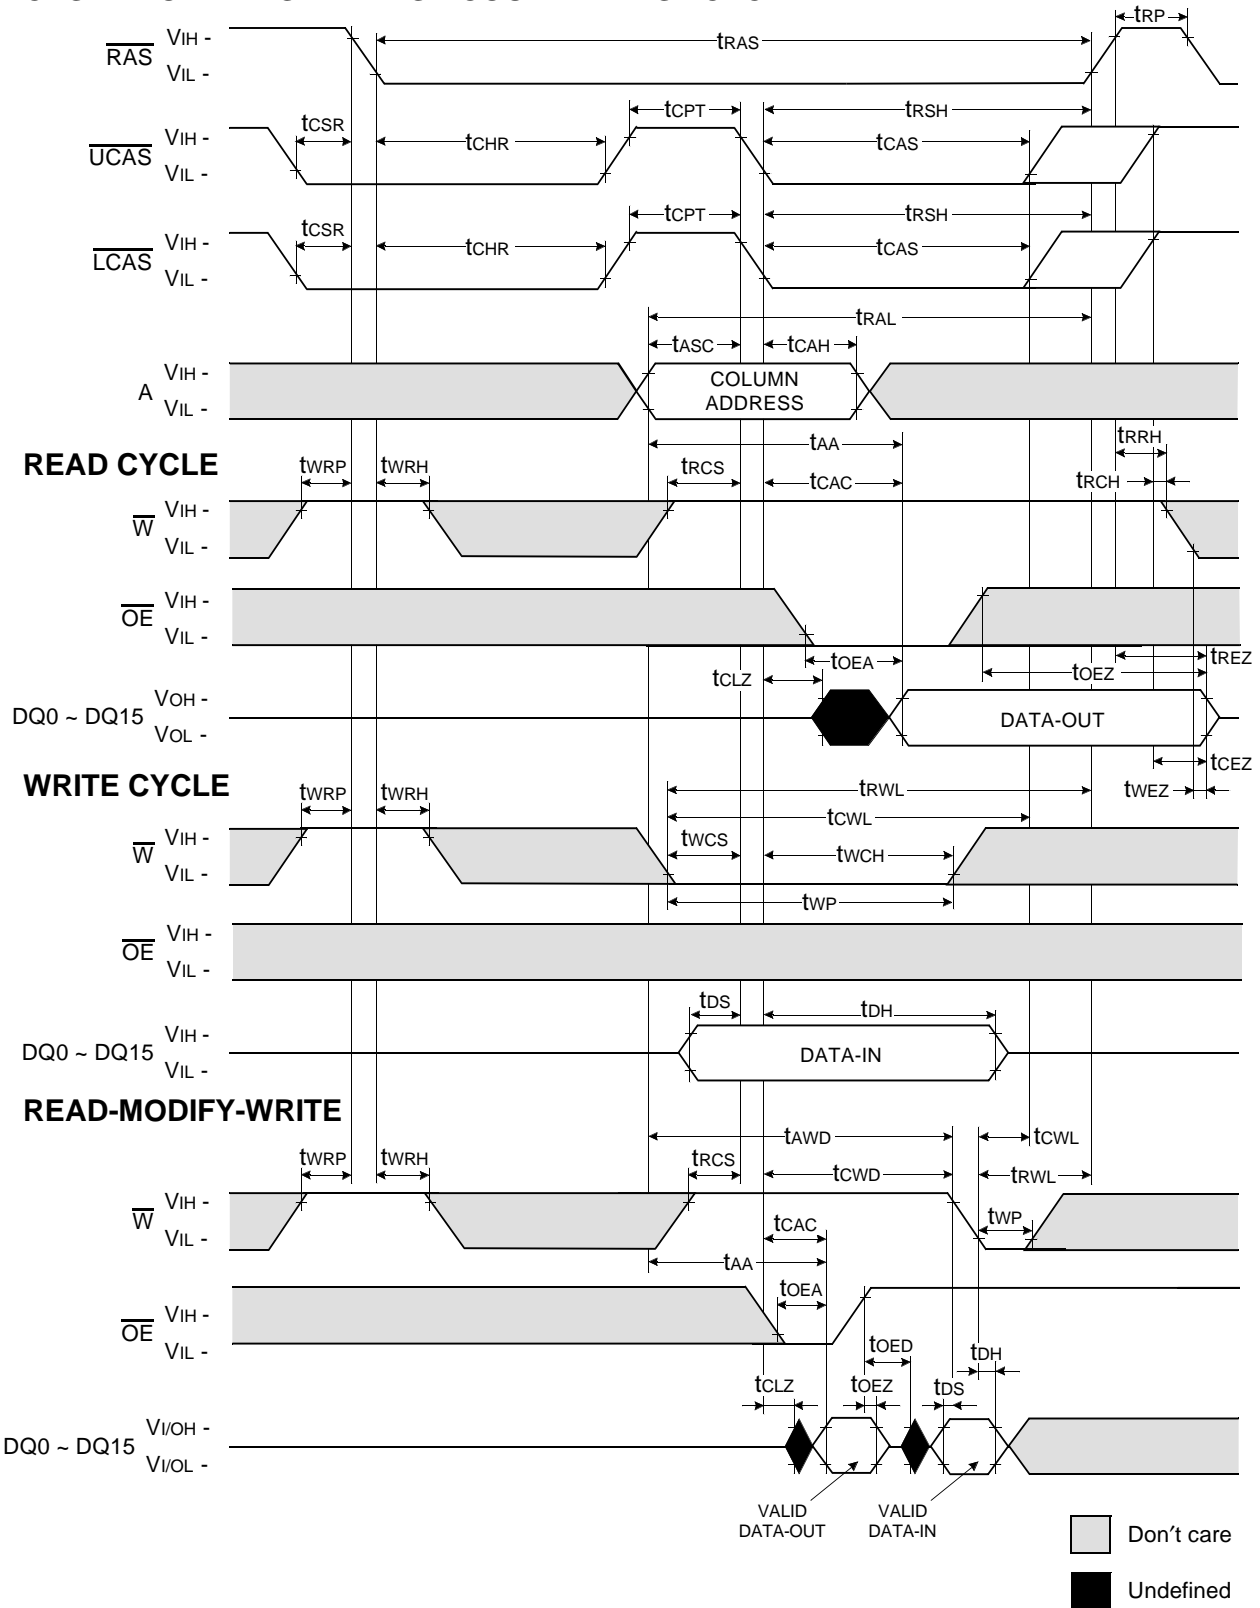 tRP
RAS
VIH -
VIL -
tRAS
tCPT
tRSH
UCAS
VIH -
VIL -
tCSR
tCHR
tCAS
tCPT
tRSH
LCAS
VIH -
VIL -
tCSR
tCHR
tCAS
tRAL
tASC
tCAH
A
VIH -
VIL -
COLUMN
ADDRESS
tAA
tRRH
READ CYCLE
tWRP
tWRH
tRCS
tCAC
tRCH
W
VIH -
VIL -
OE
VIH -
VIL -
tOEA
tREZ
tCLZ
tOEZ
DQ0 ~ DQ15
VOH -
VOL -
DATA-OUT
tCEZ
WRITE CYCLE
tWRP
tWRH
tRWL
tWEZ
tCWL
W
VIH -
VIL -
tWCS
tWCH
tWP
OE
VIH -
VIL -
tDS
tDH
DQ0 ~ DQ15
VIH -
VIL -
DATA-IN
READ-MODIFY-WRITE
tAWD
tCWL
tWRP
tWRH
tRCS
tCWD
tRWL
W
VIH -
VIL -
tCAC
tWP
tAA
tOEA
OE
VIH -
VIL -
tOED
tDH
tCLZ
tOEZ
tDS
DQ0 ~ DQ15
VI/OH -
VI/OL -
VALID
DATA-OUT
VALID
DATA-IN
Don′t care
Undefined